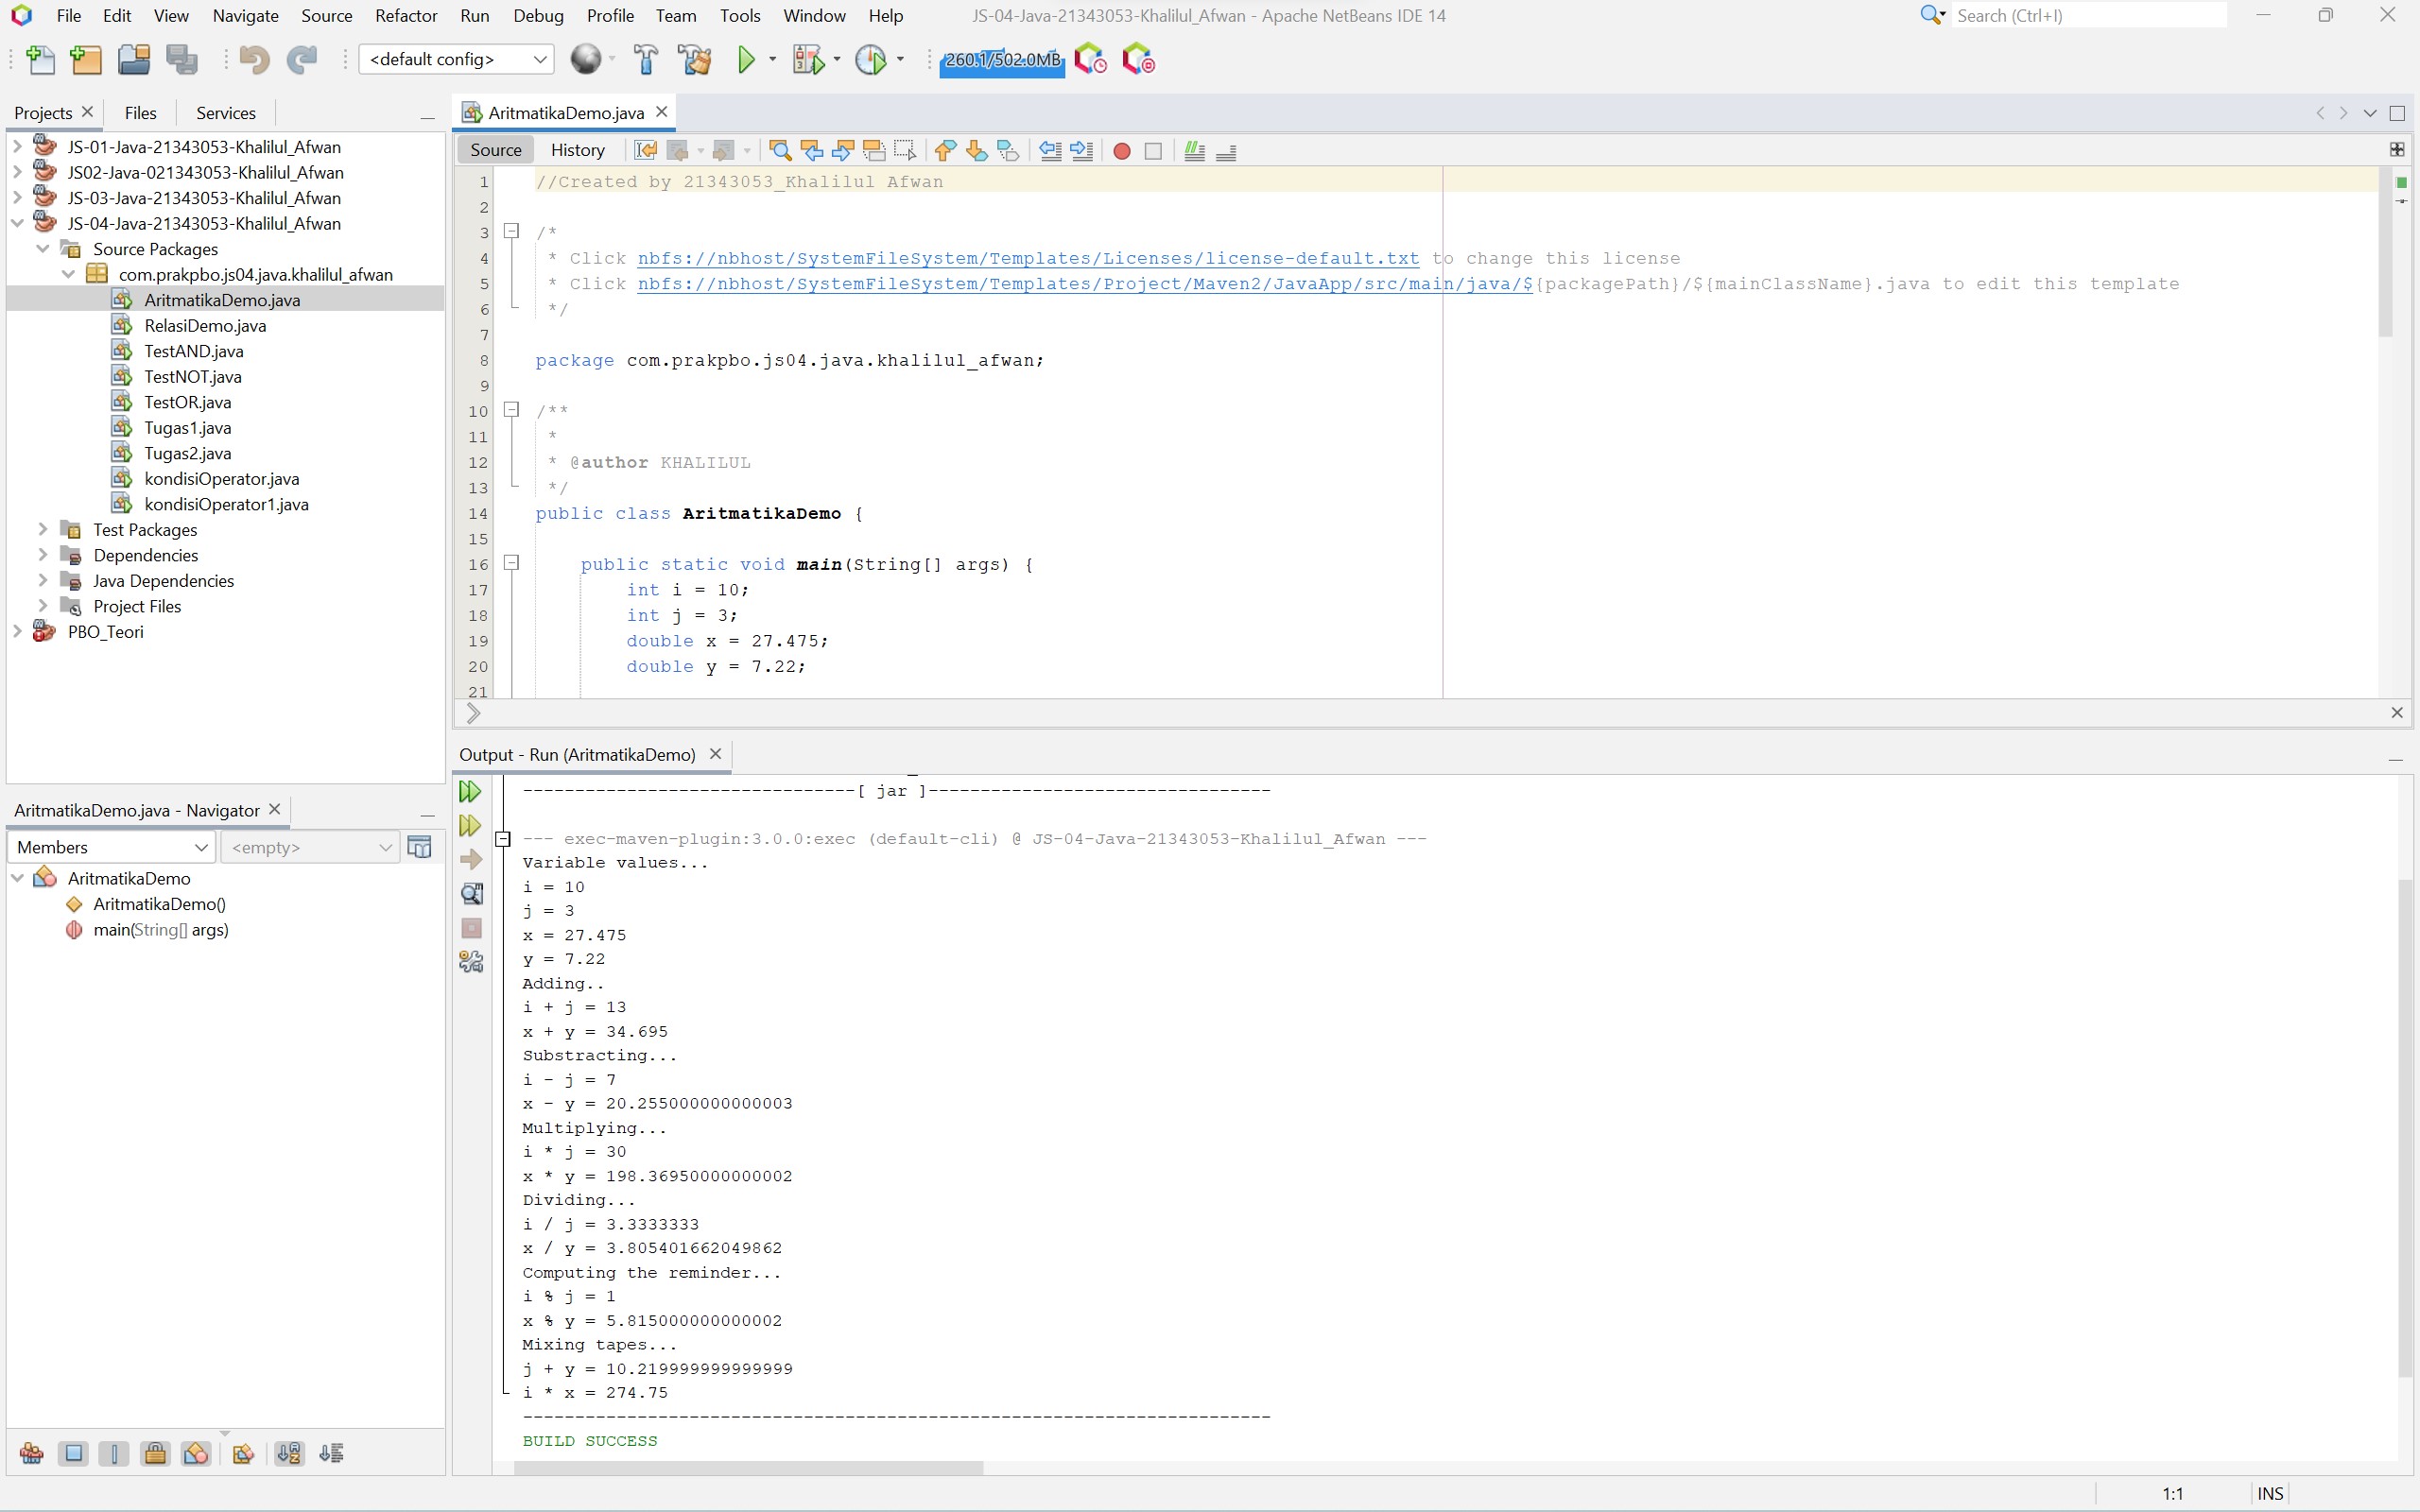 File Edit View Navigate Source Refactor Run Debug Profile Team Tools Window Help
JS-04-Java-21343053-Khalilul_Afwan - Apache NetBeans IDE 14
Search (Ctrl+I)
<default config>
260.1/502.0MB
Projects Files Services
JS-01-Java-21343053-Khalilul_Afwan
JS02-Java-021343053-Khalilul_Afwan
JS-03-Java-21343053-Khalilul_Afwan
JS-04-Java-21343053-Khalilul_Afwan
Source Packages
com.prakpbo.js04.java.khalilul_afwan
AritmatikaDemo.java
RelasiDemo.java
TestAND.java
TestNOT.java
TestOR.java
Tugas1.java
Tugas2.java
kondisiOperator.java
kondisiOperator1.java
Test Packages
Dependencies
Java Dependencies
Project Files
PBO_Teori
AritmatikaDemo.java - Navigator
Members <empty>
AritmatikaDemo
AritmatikaDemo()
main(String[] args)
AritmatikaDemo.java
Source History
1 //Created by 21343053_Khalilul Afwan
2
3 /*
4 * Click nbfs://nbhost/SystemFileSystem/Templates/Licenses/license-default.txt to change this license
5 * Click nbfs://nbhost/SystemFileSystem/Templates/Project/Maven2/JavaApp/src/main/java/${packagePath}/${mainClassName}.java to edit this template
6 */
7
8 package com.prakpbo.js04.java.khalilul_afwan;
9
10 /**
11 *
12 * @author KHALILUL
13 */
14 public class AritmatikaDemo {
15
16 public static void main(String[] args) {
17 int i = 10;
18 int j = 3;
19 double x = 27.475;
20 double y = 7.22;
21
Output - Run (AritmatikaDemo)
--------------------------------[ jar ]---------------------------------
--- exec-maven-plugin:3.0.0:exec (default-cli) @ JS-04-Java-21343053-Khalilul_Afwan ---
Variable values...
i = 10
j = 3
x = 27.475
y = 7.22
Adding..
i + j = 13
x + y = 34.695
Substracting...
i - j = 7
x - y = 20.255000000000003
Multiplying...
i * j = 30
x * y = 198.36950000000002
Dividing...
i / j = 3.3333333
x / y = 3.805401662049862
Computing the reminder...
i % j = 1
x % y = 5.815000000000002
Mixing tapes...
j + y = 10.219999999999999
i * x = 274.75
------------------------------------------------------------------------
BUILD SUCCESS
1:1 INS